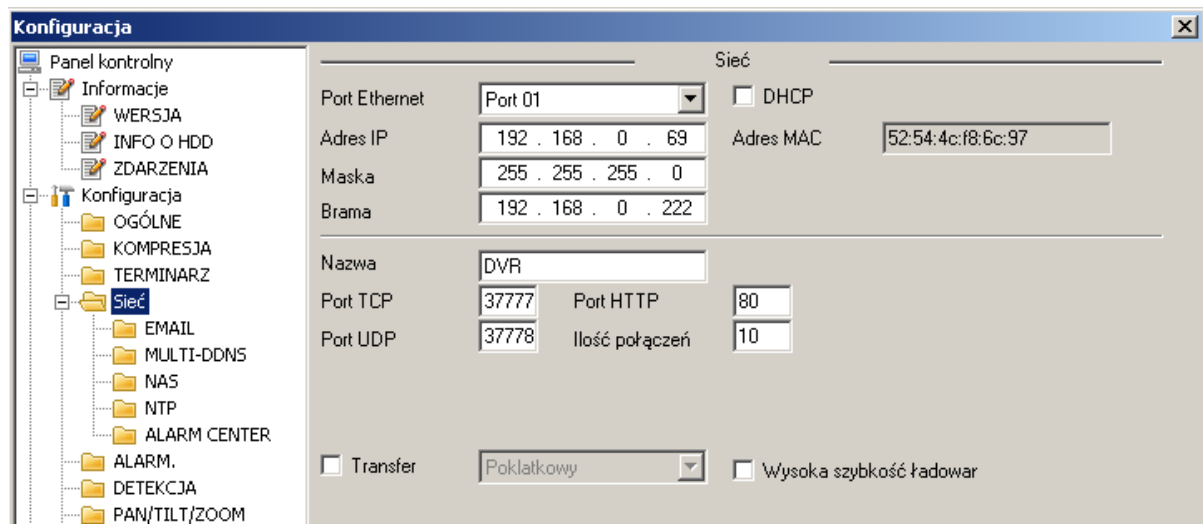 Konfiguracja
Panel kontrolny
Informacje
WERSJA
INFO O HDD
ZDARZENIA
Konfiguracja
OGÓLNE
KOMPRESJA
TERMINARZ
Sieć
EMAIL
MULTI-DDNS
NAS
NTP
ALARM CENTER
ALARM.
DETEKCJA
PAN/TILT/ZOOM
Sieć
Port Ethernet Port 01 DHCP
Adres IP 192 . 168 . 0 . 69 Adres MAC 52:54:4c:f8:6c:97
Maska 255 . 255 . 255 . 0
Brama 192 . 168 . 0 . 222
Nazwa DVR
Port TCP 37777 Port HTTP 80
Port UDP 37778 Ilość połączeń 10
Transfer Poklatkowy Wysoka szybkość ładowar